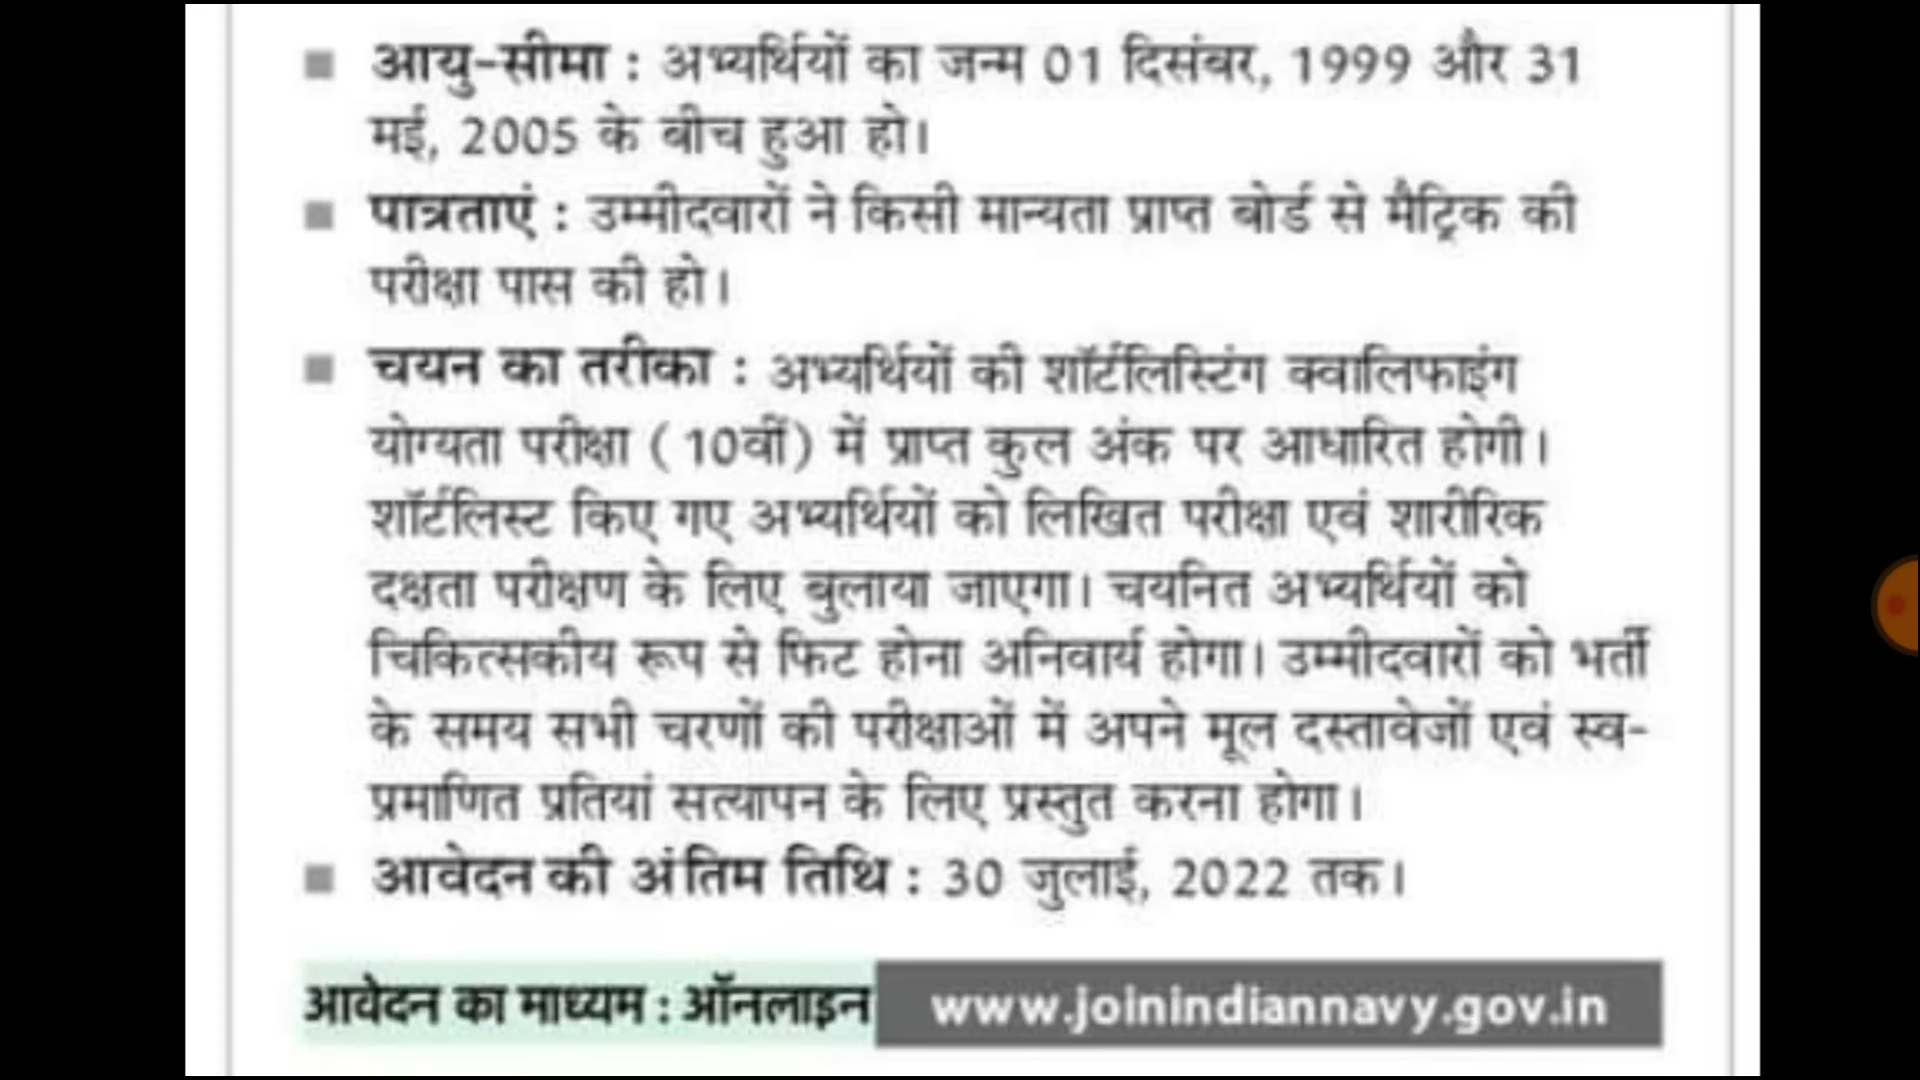 आयु-सीमा : अभ्यर्थियों का जन्म 01 दिसंबर, 1999 और 31
मई, 2005 के बीच हुआ हो।
पात्रताएं : उम्मीदवारों ने किसी मान्यता प्राप्त बोर्ड से मैट्रिक की
परीक्षा पास की हो।
चयन का तरीका : अभ्यर्थियों की शॉर्टलिस्टिंग क्वालिफाइंग
योग्यता परीक्षा (10वीं) में प्राप्त कुल अंक पर आधारित होगी।
शॉर्टलिस्ट किए गए अभ्यर्थियों को लिखित परीक्षा एवं शारीरिक
दक्षता परीक्षण के लिए बुलाया जाएगा। चयनित अभ्यर्थियों को
चिकित्सकीय रूप से फिट होना अनिवार्य होगा। उम्मीदवारों को भर्ती
के समय सभी चरणों की परीक्षाओं में अपने मूल दस्तावेजों एवं स्व-
प्रमाणित प्रतियां सत्यापन के लिए प्रस्तुत करना होगा।
आवेदन की अंतिम तिथि : 30 जुलाई, 2022 तक।
आवेदन का माध्यम : ऑनलाइन www.joinindiannavy.gov.in